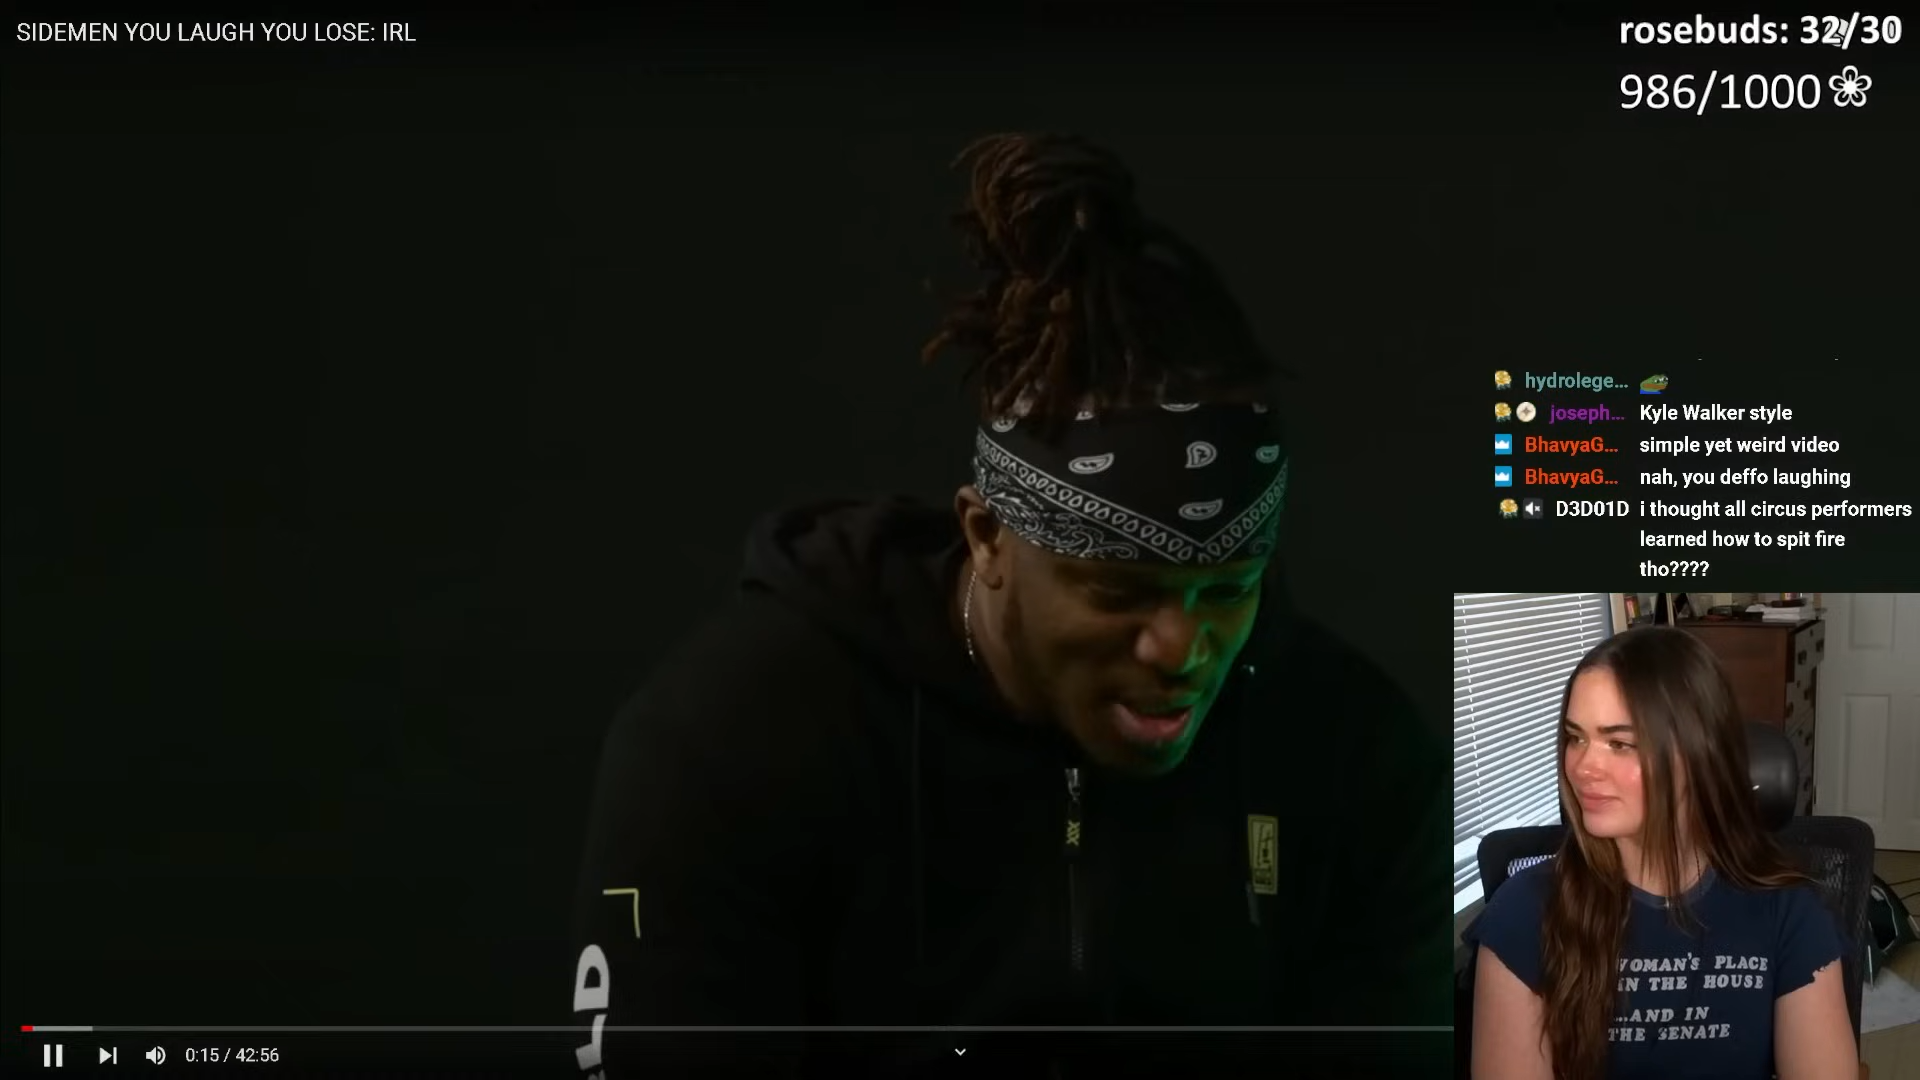 SIDEMEN YOU LAUGH YOU LOSE: IRL
rosebuds: 32/30
986/1000
hydrolege...
joseph... Kyle Walker style
BhavyaG... simple yet weird video
BhavyaG... nah, you deffo laughing
D3D01D i thought all circus performers
learned how to spit fire
tho????
WOMAN'S PLACE
IN THE HOUSE
...AND IN
THE SENATE
0:15 / 42:56